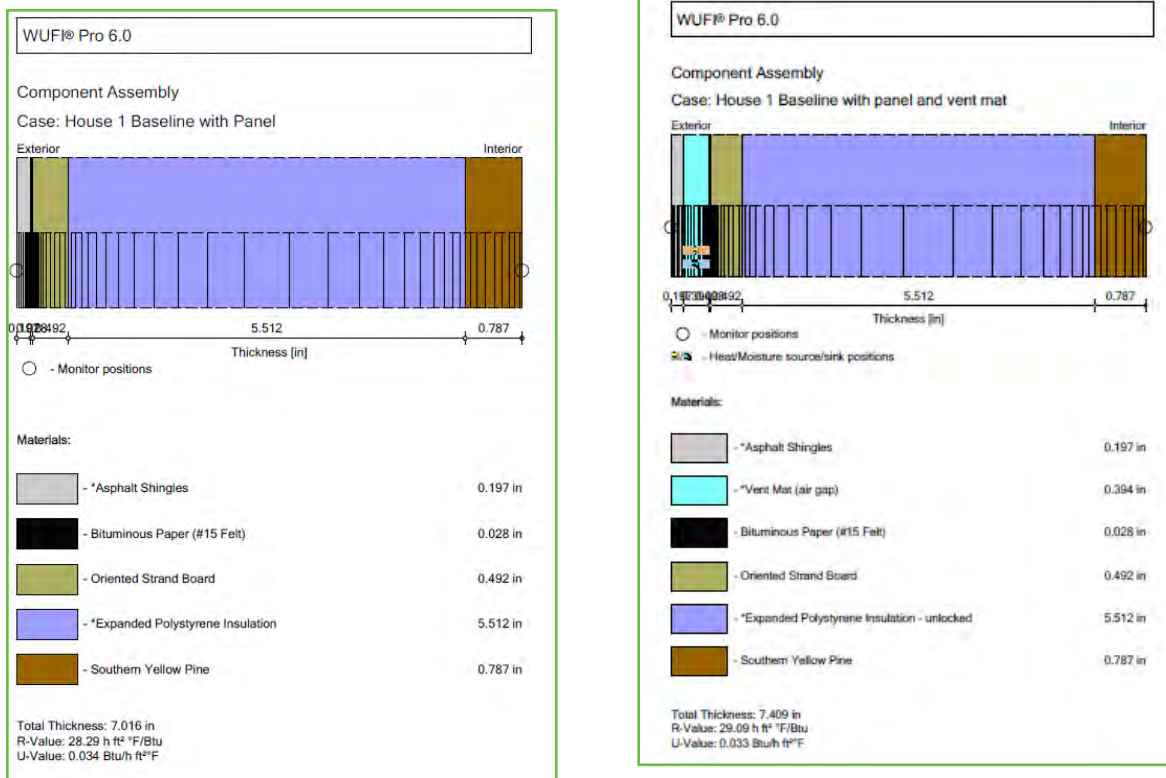 WUFI® Pro 6.0
Component Assembly
Case: House 1 Baseline with Panel
Exterior Interior
5.512 0.787
Thickness [in]
- Monitor positions
Materials:
- *Asphalt Shingles 0.197 in
- Bituminous Paper (#15 Felt) 0.028 in
- Oriented Strand Board 0.492 in
- *Expanded Polystyrene Insulation 5.512 in
- Southern Yellow Pine 0.787 in
Total Thickness: 7.016 in
R-Value: 28.29 h ft² °F/Btu
U-Value: 0.034 Btu/h ft²°F
WUFI® Pro 6.0
Component Assembly
Case: House 1 Baseline with panel and vent mat
Exterior Interior
5.512 0.787
Thickness [in]
- Monitor positions
- Heat/Moisture source/sink positions
Materials:
- *Asphalt Shingles 0.197 in
- *Vent Mat (air gap) 0.394 in
- Bituminous Paper (#15 Felt) 0.028 in
- Oriented Strand Board 0.492 in
- *Expanded Polystyrene Insulation - unlocked 5.512 in
- Southern Yellow Pine 0.787 in
Total Thickness: 7.409 in
R-Value: 29.09 h ft² °F/Btu
U-Value: 0.033 Btu/h ft²°F